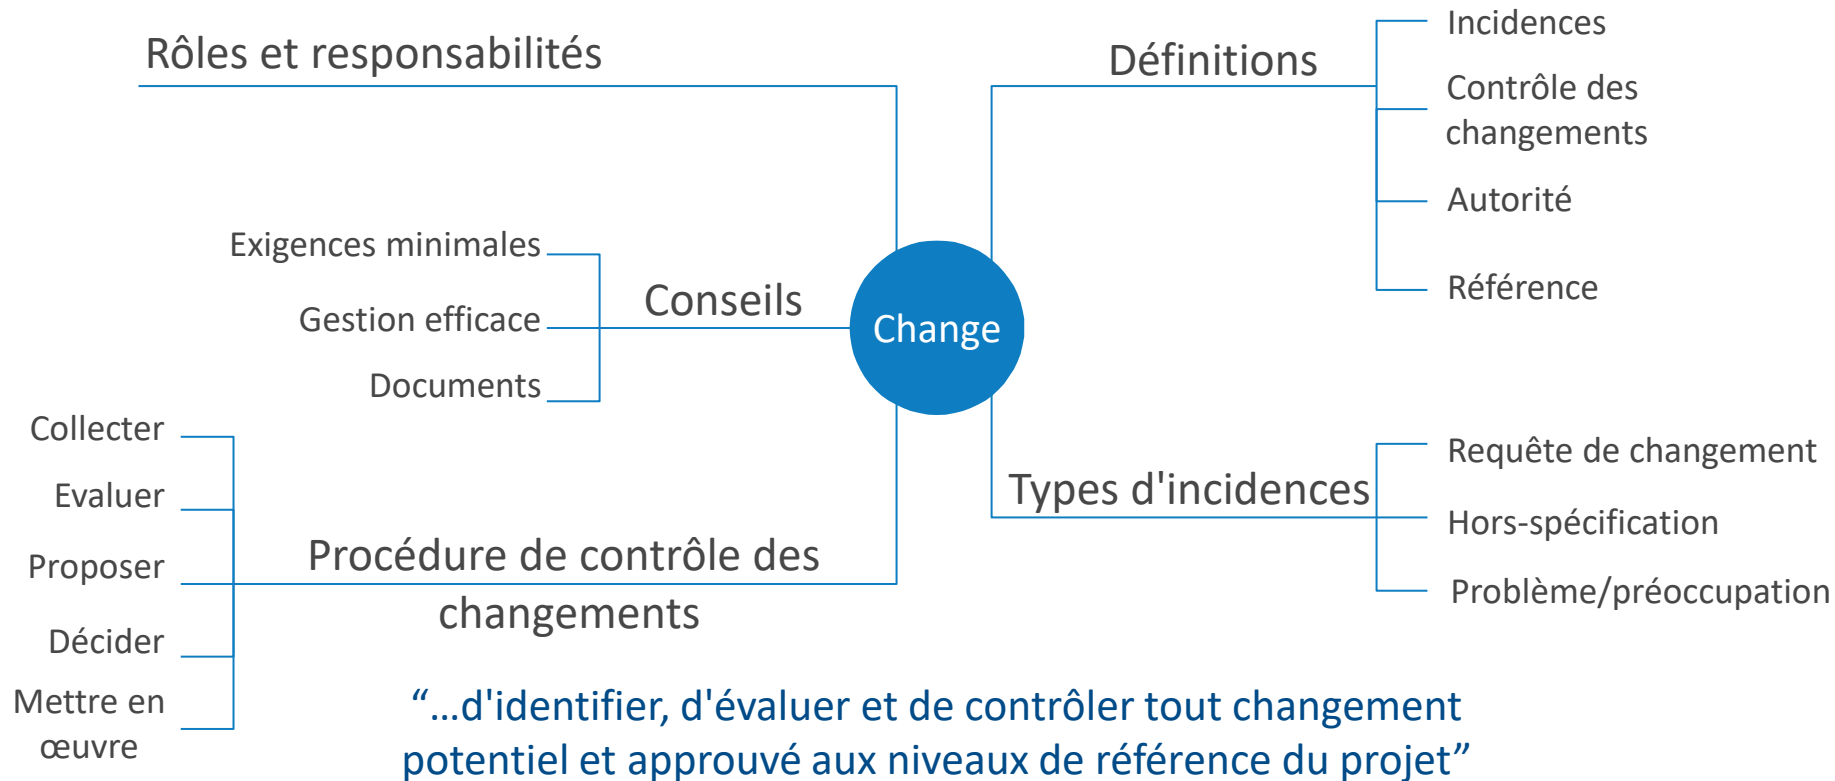 Rôles et responsabilités
Définitions
Incidences
Contrôle des
changements
Autorité
Référence
Exigences minimales
Gestion efficace
Documents
Conseils
Change
Collecter
Evaluer
Proposer
Décider
Mettre en
œuvre
Procédure de contrôle des
changements
Types d'incidences
Requête de changement
Hors-spécification
Problème/préoccupation
“…d'identifier, d'évaluer et de contrôler tout changement
potentiel et approuvé aux niveaux de référence du projet”